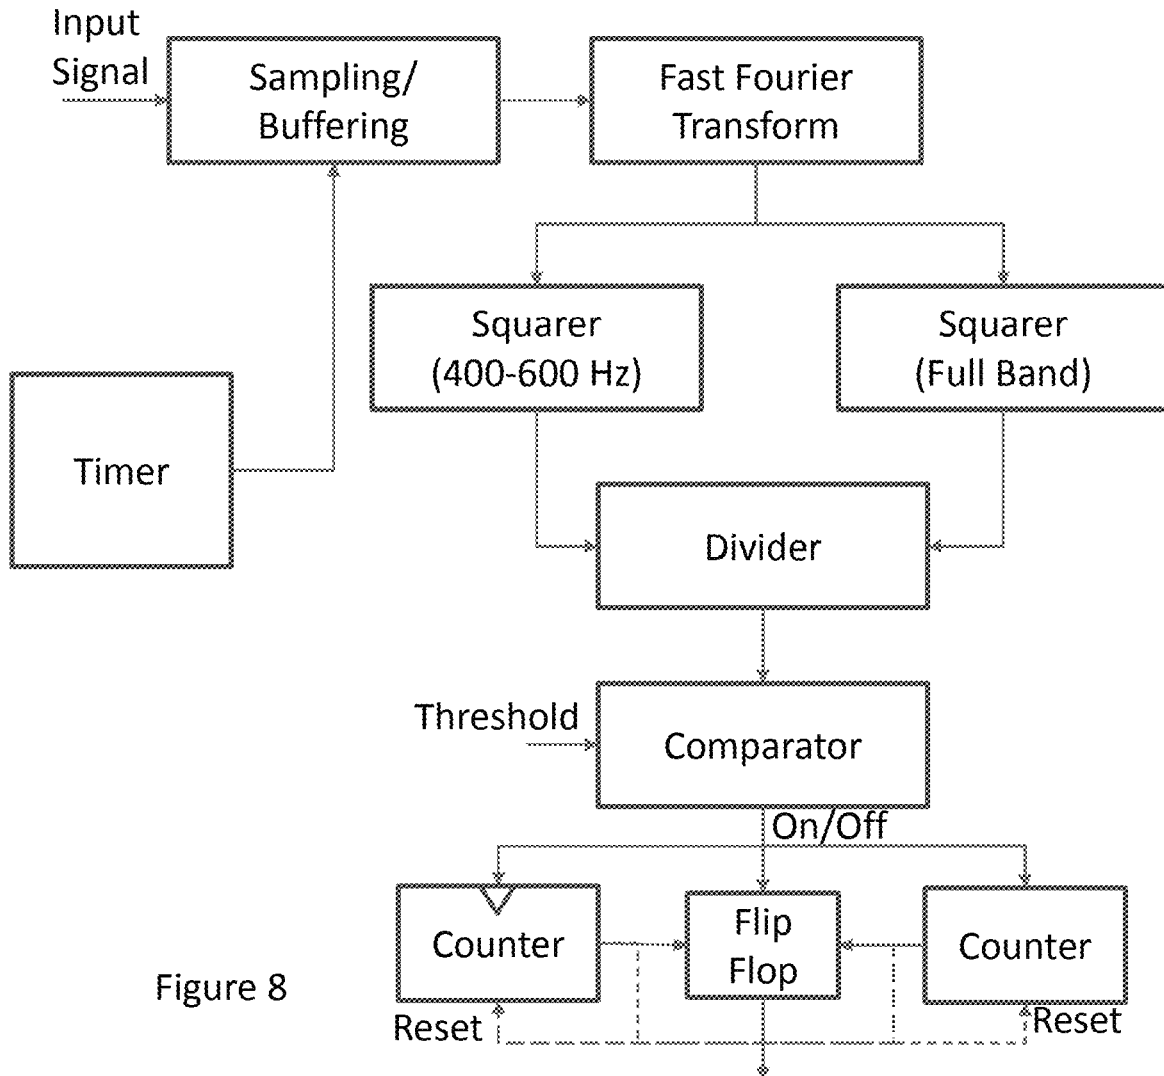 Input
Signal
Sampling/
Buffering
Fast Fourier
Transform
Squarer
(400-600 Hz)
Squarer
(Full Band)
Timer
Divider
Threshold
Comparator
On/Off
Counter
Flip
Flop
Counter
Figure 8
Reset
Reset